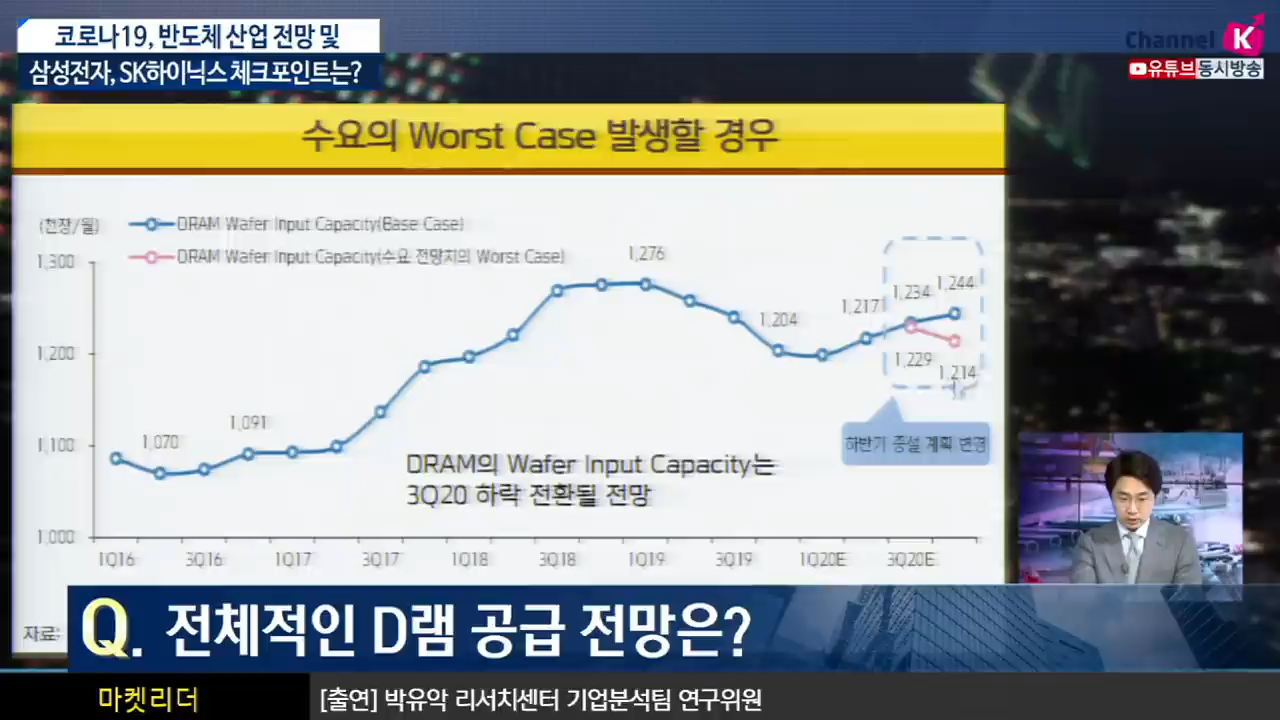 코로나19, 반도체 산업 전망 및
삼성전자, SK하이닉스 체크포인트는?
Channel K
유튜브동시방송
수요의 Worst Case 발생할 경우
(천장/월)
DRAM Wafer Input Capacity(Base Case)
DRAM Wafer Input Capacity(수요 전망치의 Worst Case)
1,300
1,200
1,100
1,000
1,070
1,091
1,276
1,204
1,217
1,234
1,244
1,229
1,214
하반기 증설 계획 변경
DRAM의 Wafer Input Capacity는
3Q20 하락 전환될 전망
1Q16 3Q16 1Q17 3Q17 1Q18 3Q18 1Q19 3Q19 1Q20E 3Q20E
자료:
Q. 전체적인 D램 공급 전망은?
마켓리더
[출연] 박유악 리서치센터 기업분석팀 연구위원